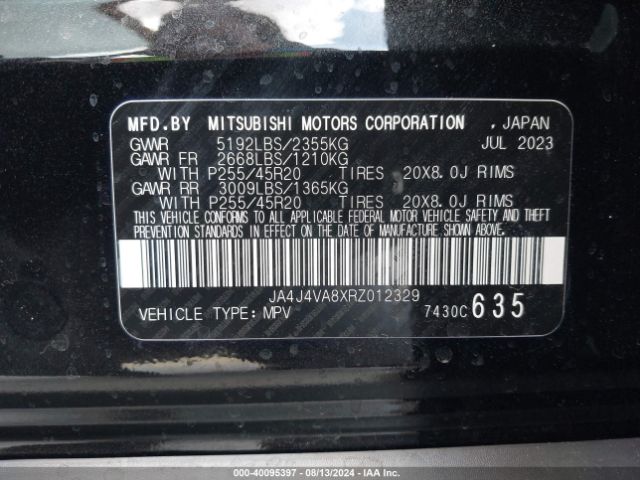 MFD.BY MITSUBISHI MOTORS CORPORATION , JAPAN
GVWR 5192LBS/2355KG JUL 2023
GAWR FR 2668LBS/1210KG
WITH P255/45R20 TIRES 20X8.0J RIMS
GAWR RR 3009LBS/1365KG
WITH P255/45R20 TIRES 20X8.0J RIMS
THIS VEHICLE CONFORMS TO ALL APPLICABLE FEDERAL MOTOR VEHICLE SAFETY AND THEFT
PREVENTION STANDARDS IN EFFECT ON THE DATE OF MANUFACTURE SHOWN ABOVE.
JA4J4VA8XRZ012329
VEHICLE TYPE: MPV 7430C 635
000-40095397 - 08/13/2024 - IAA Inc.